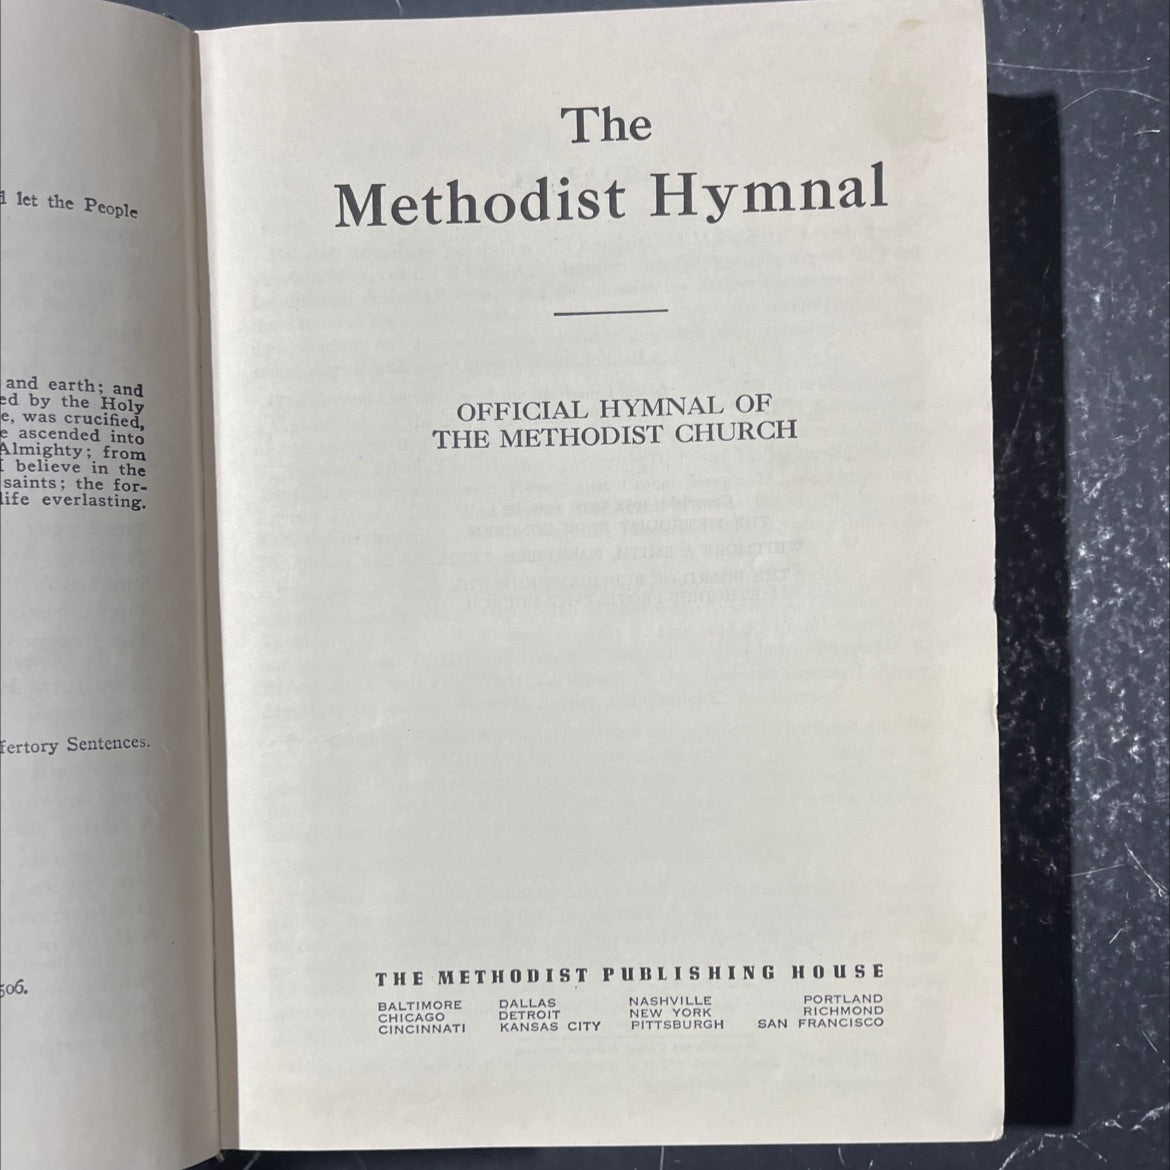 let the People
and earth; and
ed by the Holy
e, was crucified,
e ascended into
Almighty; from
I believe in the
saints; the for-
life everlasting.
fertory Sentences.
506.
The
Methodist Hymnal
OFFICIAL HYMNAL OF
THE METHODIST CHURCH
THE METHODIST PUBLISHING HOUSE
BALTIMORE DALLAS NASHVILLE PORTLAND
CHICAGO DETROIT NEW YORK RICHMOND
CINCINNATI KANSAS CITY PITTSBURGH SAN FRANCISCO